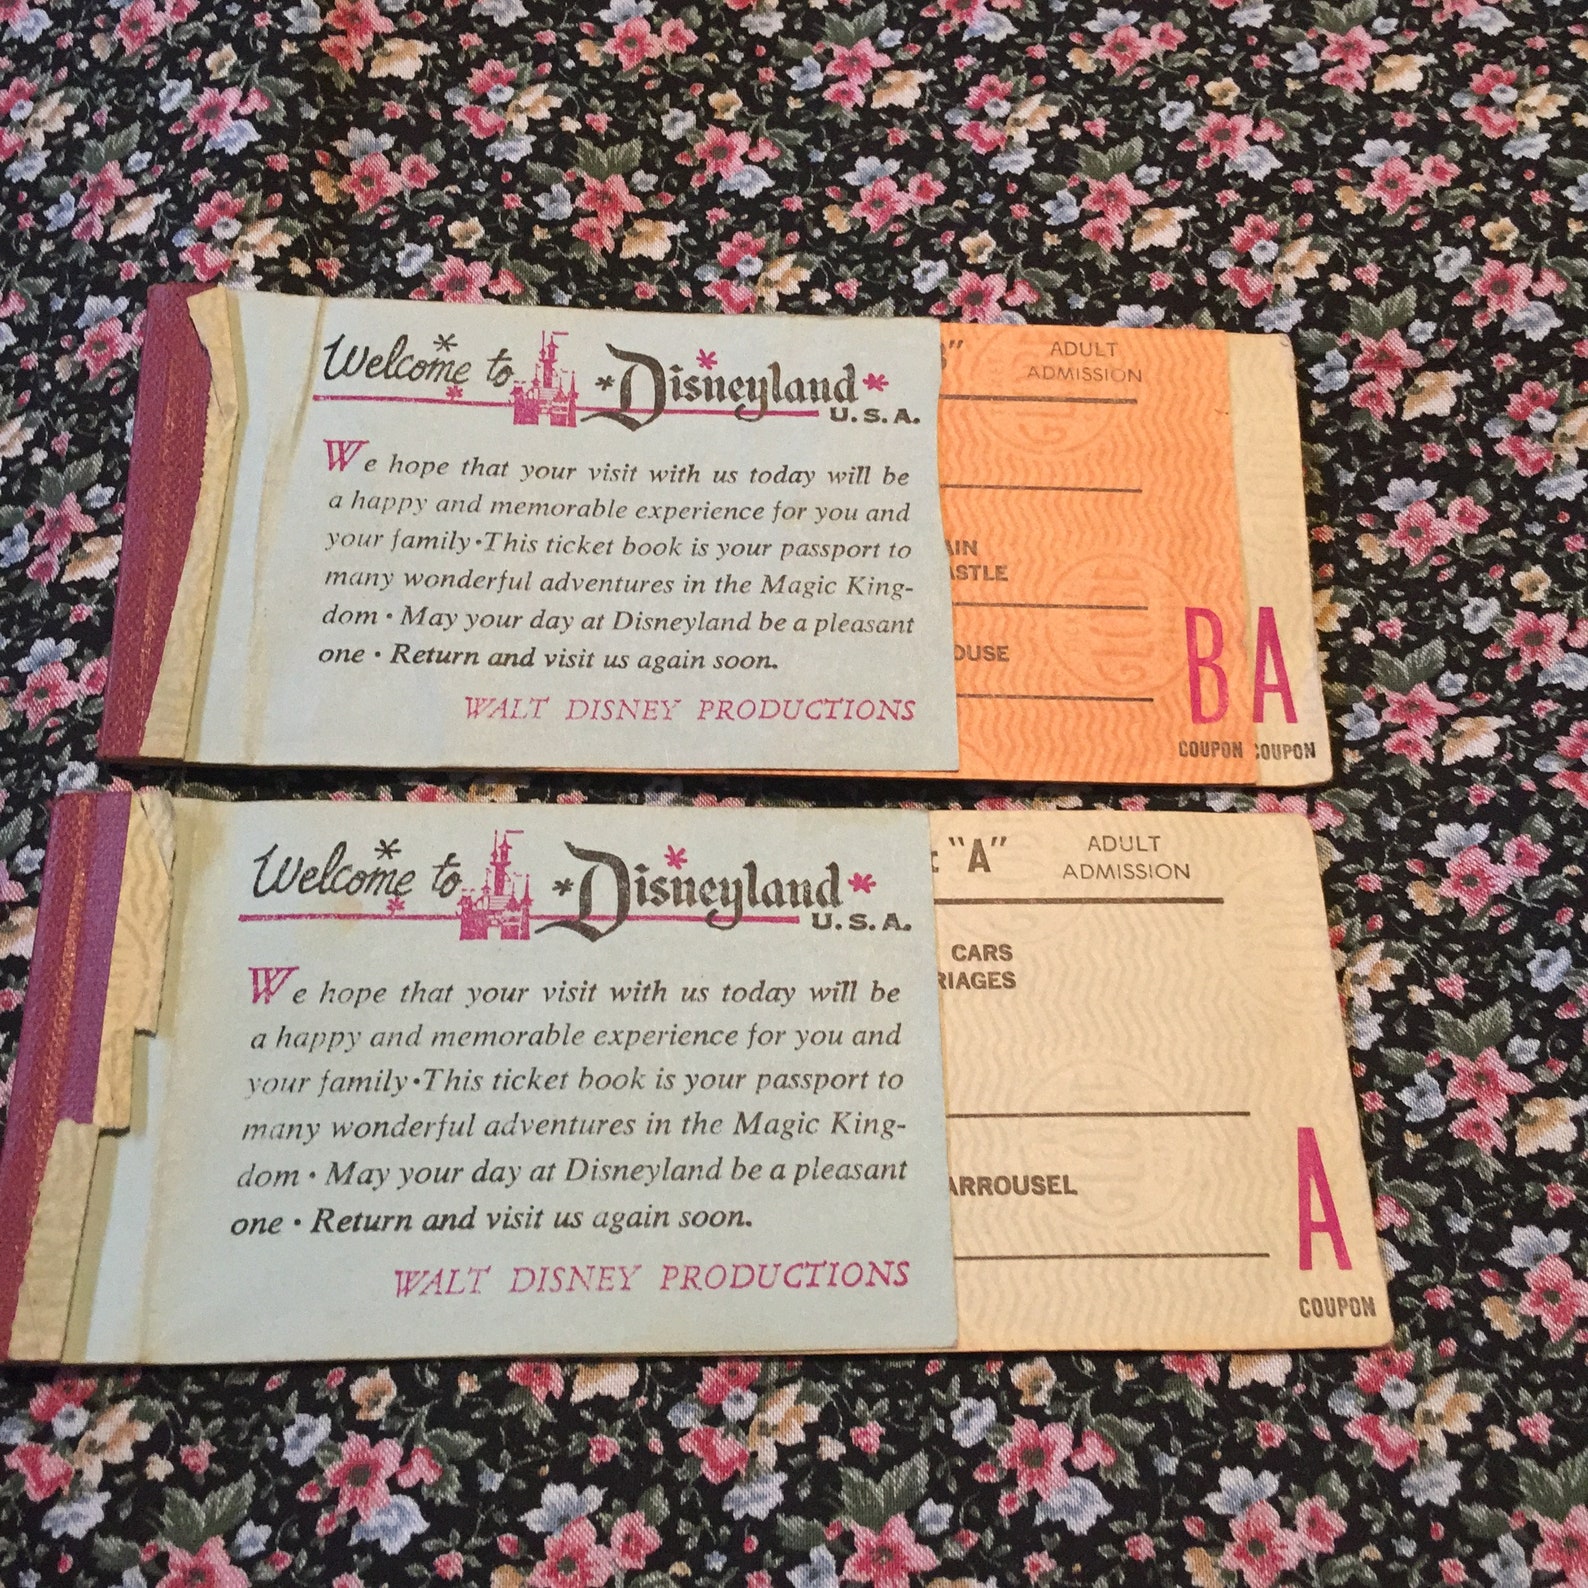 Welcome to Disneyland
U.S.A.
We hope that your visit with us today will be
a happy and memorable experience for you and
your family • This ticket book is your passport to
many wonderful adventures in the Magic King-
dom • May your day at Disneyland be a pleasant
one • Return and visit us again soon.
WALT DISNEY PRODUCTIONS
B"
ADULT
ADMISSION
AIN
ASTLE
OUSE
B
COUPON
A
COUPON
Welcome to Disneyland
U.S.A.
We hope that your visit with us today will be
a happy and memorable experience for you and
your family • This ticket book is your passport to
many wonderful adventures in the Magic King-
dom • May your day at Disneyland be a pleasant
one • Return and visit us again soon.
WALT DISNEY PRODUCTIONS
"A"
ADULT
ADMISSION
CARS
RIAGES
ARROUSEL
A
COUPON